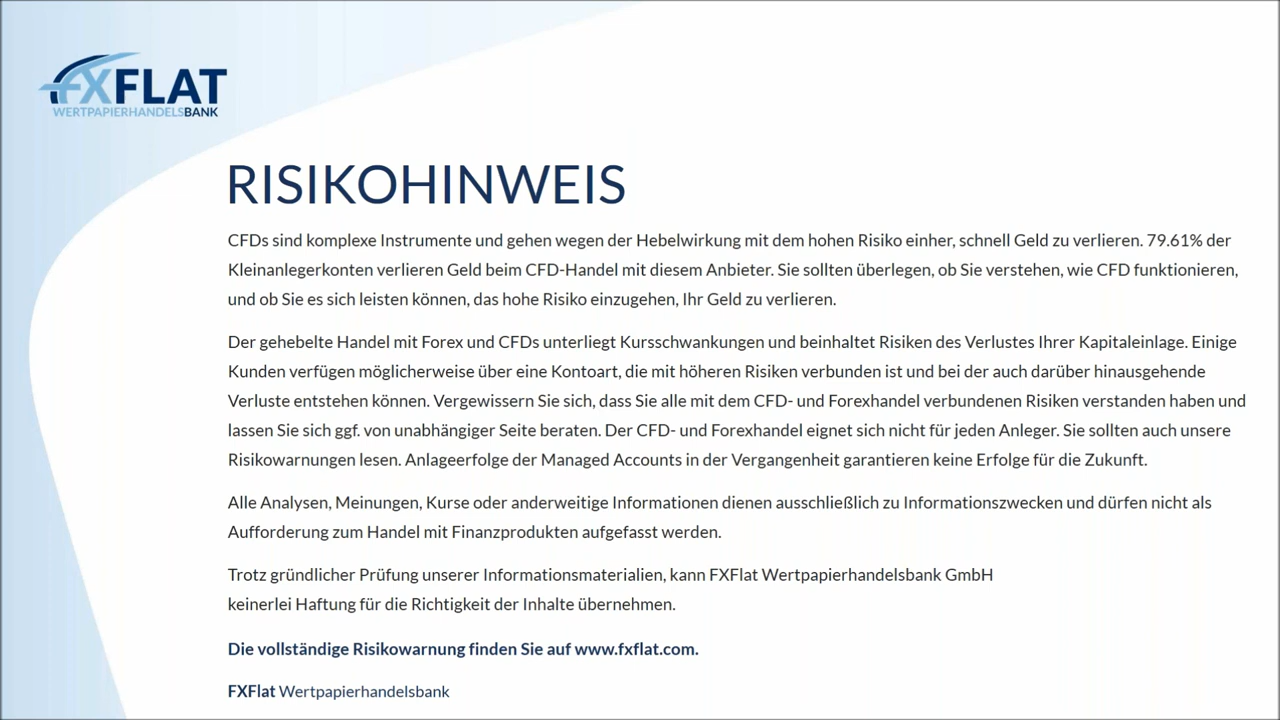 FXFLAT
WERTPAPIERHANDELSBANK
RISIKOHINWEIS
CFDs sind komplexe Instrumente und gehen wegen der Hebelwirkung mit dem hohen Risiko einher, schnell Geld zu verlieren. 79.61% der
Kleinanlegerkonten verlieren Geld beim CFD-Handel mit diesem Anbieter. Sie sollten überlegen, ob Sie verstehen, wie CFD funktionieren,
und ob Sie es sich leisten können, das hohe Risiko einzugehen, Ihr Geld zu verlieren.
Der gehebelte Handel mit Forex und CFDs unterliegt Kursschwankungen und beinhaltet Risiken des Verlustes Ihrer Kapitaleinlage. Einige
Kunden verfügen möglicherweise über eine Kontoart, die mit höheren Risiken verbunden ist und bei der auch darüber hinausgehende
Verluste entstehen können. Vergewissern Sie sich, dass Sie alle mit dem CFD- und Forexhandel verbundenen Risiken verstanden haben und
lassen Sie sich ggf. von unabhängiger Seite beraten. Der CFD- und Forexhandel eignet sich nicht für jeden Anleger. Sie sollten auch unsere
Risikowarnungen lesen. Anlageerfolge der Managed Accounts in der Vergangenheit garantieren keine Erfolge für die Zukunft.
Alle Analysen, Meinungen, Kurse oder anderweitige Informationen dienen ausschließlich zu Informationszwecken und dürfen nicht als
Aufforderung zum Handel mit Finanzprodukten aufgefasst werden.
Trotz gründlicher Prüfung unserer Informationsmaterialien, kann FXFlat Wertpapierhandelsbank GmbH
keinerlei Haftung für die Richtigkeit der Inhalte übernehmen.
Die vollständige Risikowarnung finden Sie auf www.fxflat.com.
FXFlat Wertpapierhandelsbank